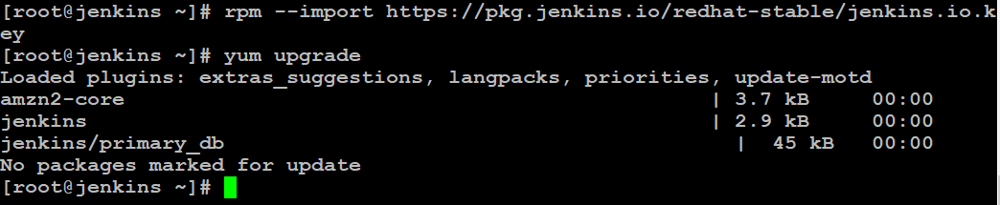 [root@jenkins ~]# rpm --import https://pkg.jenkins.io/redhat-stable/jenkins.io.k
ey
[root@jenkins ~]# yum upgrade
Loaded plugins: extras_suggestions, langpacks, priorities, update-motd
amzn2-core | 3.7 kB 00:00
jenkins | 2.9 kB 00:00
jenkins/primary_db | 45 kB 00:00
No packages marked for update
[root@jenkins ~]#